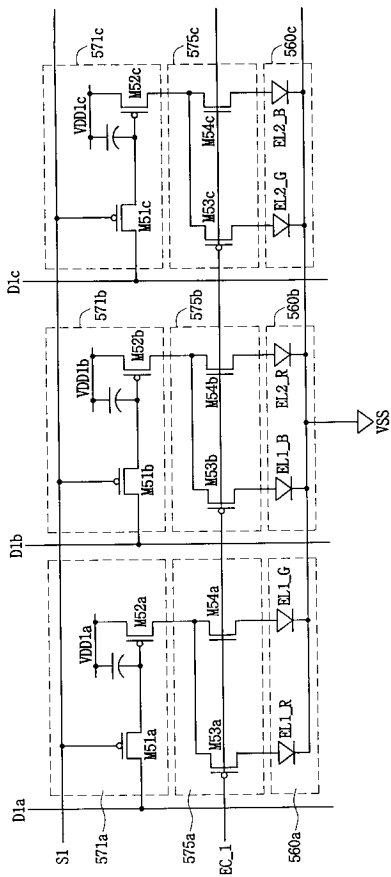 571c
575c
560c
VDD1c
M52c
M51c
M54c
M53c
EL2_B
EL2_G
D1c
571b
575b
560b
VDD1b
M52b
M51b
M54b
M53b
EL2_R
EL1_B
VSS
D1b
VDD1a
M52a
M51a
M54a
M53a
EL1_G
EL1_R
D1a
S1
571a
575a
EC_1
560a